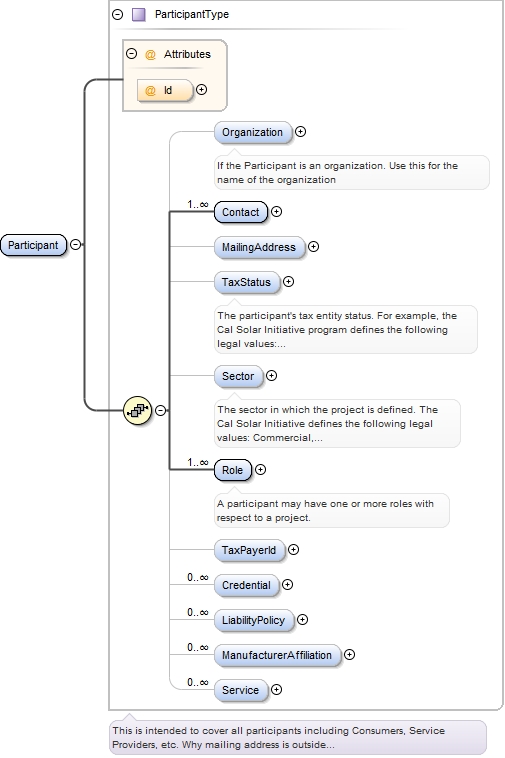 ParticipantType
@ Attributes
@ Id
Organization
If the Participant is an organization. Use this for the
name of the organization
1..∞
Contact
MailingAddress
Participant
TaxStatus
The participant's tax entity status. For example, the
Cal Solar Initiative program defines the following
legal values:...
Sector
The sector in which the project is defined. The
Cal Solar Initiative defines the following legal
values: Commercial,...
1..∞
Role
A participant may have one or more roles with
respect to a project.
TaxPayerId
0..∞
Credential
0..∞
LiabilityPolicy
0..∞
ManufacturerAffiliation
0..∞
Service
This is intended to cover all participants including Consumers, Service
Providers, etc. Why mailing address is outside...